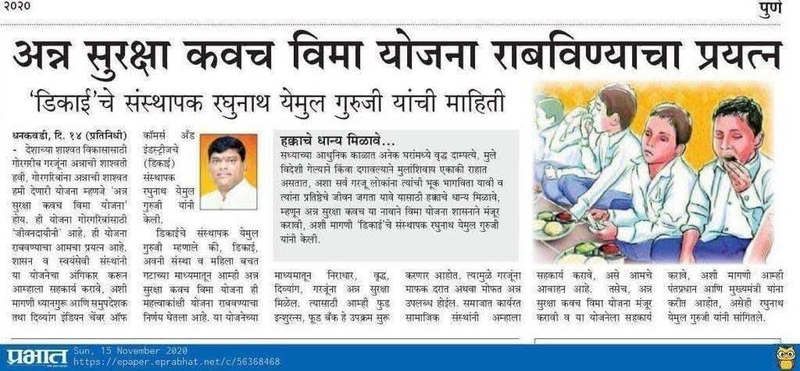 २०२०
पुणे
अन्न सुरक्षा कवच विमा योजना राबविण्याचा प्रयत्न
'डिकाई'चे संस्थापक रघुनाथ येमुल गुरुजी यांची माहिती
धनकवडी, दि. १४ (प्रतिनिधी)
- देशाच्या शाश्वत विकासासाठी
गोरगरीब गरजूंना अन्नाची शाश्वती
हवी, गोरगरिबांना अन्नाची शाश्वत
हमी देणारी योजना म्हणजे 'अन्न
सुरक्षा कवच विमा योजना'
होय. ही योजना गोरगरिबांसाठी
'जीवनदायीनी' आहे. ही योजना
राबवण्याचा आमचा प्रयत्न आहे.
शासन व स्वयंसेवी संस्थांनी
या योजनेचा अंगिकार करून
आम्हाला सहकार्य करावे, अशी
मागणी ध्यानगुरू आणि समुपदेशक
तथा दिव्यांग इंडियन चेंबर ऑफ
कॉमर्स अँड
इंडस्ट्रीजचे
(डिकाई)
संस्थापक
रघुनाथ येमुल
गुरुजी यांनी
केली.
डिकाईचे संस्थापक येमुल
गुरुजी म्हणाले की, डिकाई,
अवनी संस्था व महिला बचत
गटाच्या माध्यमातून आम्ही अन्न
सुरक्षा कवच विमा योजना ही
महत्त्वाकांक्षी योजना राबवण्याचा
निर्णय घेतला आहे. या योजनेच्या
हक्काचे धान्य मिळावे...
सध्याच्या आधुनिक काळात अनेक घरांमध्ये वृद्ध दाम्पत्ये, मुले
विदेशी गेल्याने किंवा दगावल्याने मुलांशिवाय एकाकी राहात
असतात, अशा सर्व गरजू लोकांना त्यांची भूक भागविता यावी व
त्यांना प्रतिष्ठेचे जीवन जगता यावे यासाठी हक्काचे धान्य मिळावे,
म्हणून अन्न सुरक्षा कवच या नावाने विमा योजना शासनाने मंजूर
करावी, अशी मागणी 'डिकाई'चे संस्थापक रघुनाथ येमुल गुरुजी
यांनी केली.
माध्यमातून निराधार, वृद्ध,
दिव्यांग, गरजूंना अन्न सुरक्षा
मिळेल. त्यासाठी आम्ही फुड
इन्शुरन्स, फूड बँक हे उपक्रम सुरू
करणार आहोत. त्यामुळे गरजूंना
माफक दरात अथवा मोफत अन्न
उपलब्ध होईल. समाजात कार्यरत
सामाजिक संस्थांनी आम्हाला
सहकार्य करावे, असे आमचे
आवाहन आहे. तसेच, अन्न
सुरक्षा कवच विमा योजना मंजूर
करावी व या योजनेला सहकार्य
करावे, अशी मागणी आम्ही
पंतप्रधान आणि मुख्यमंत्री यांना
करीत आहोत, असेही रघुनाथ
येमुल गुरुजी यांनी सांगितले.
प्रभात
Sun, 15 November 2020
https://epaper.eprabhat.net/c/56368468